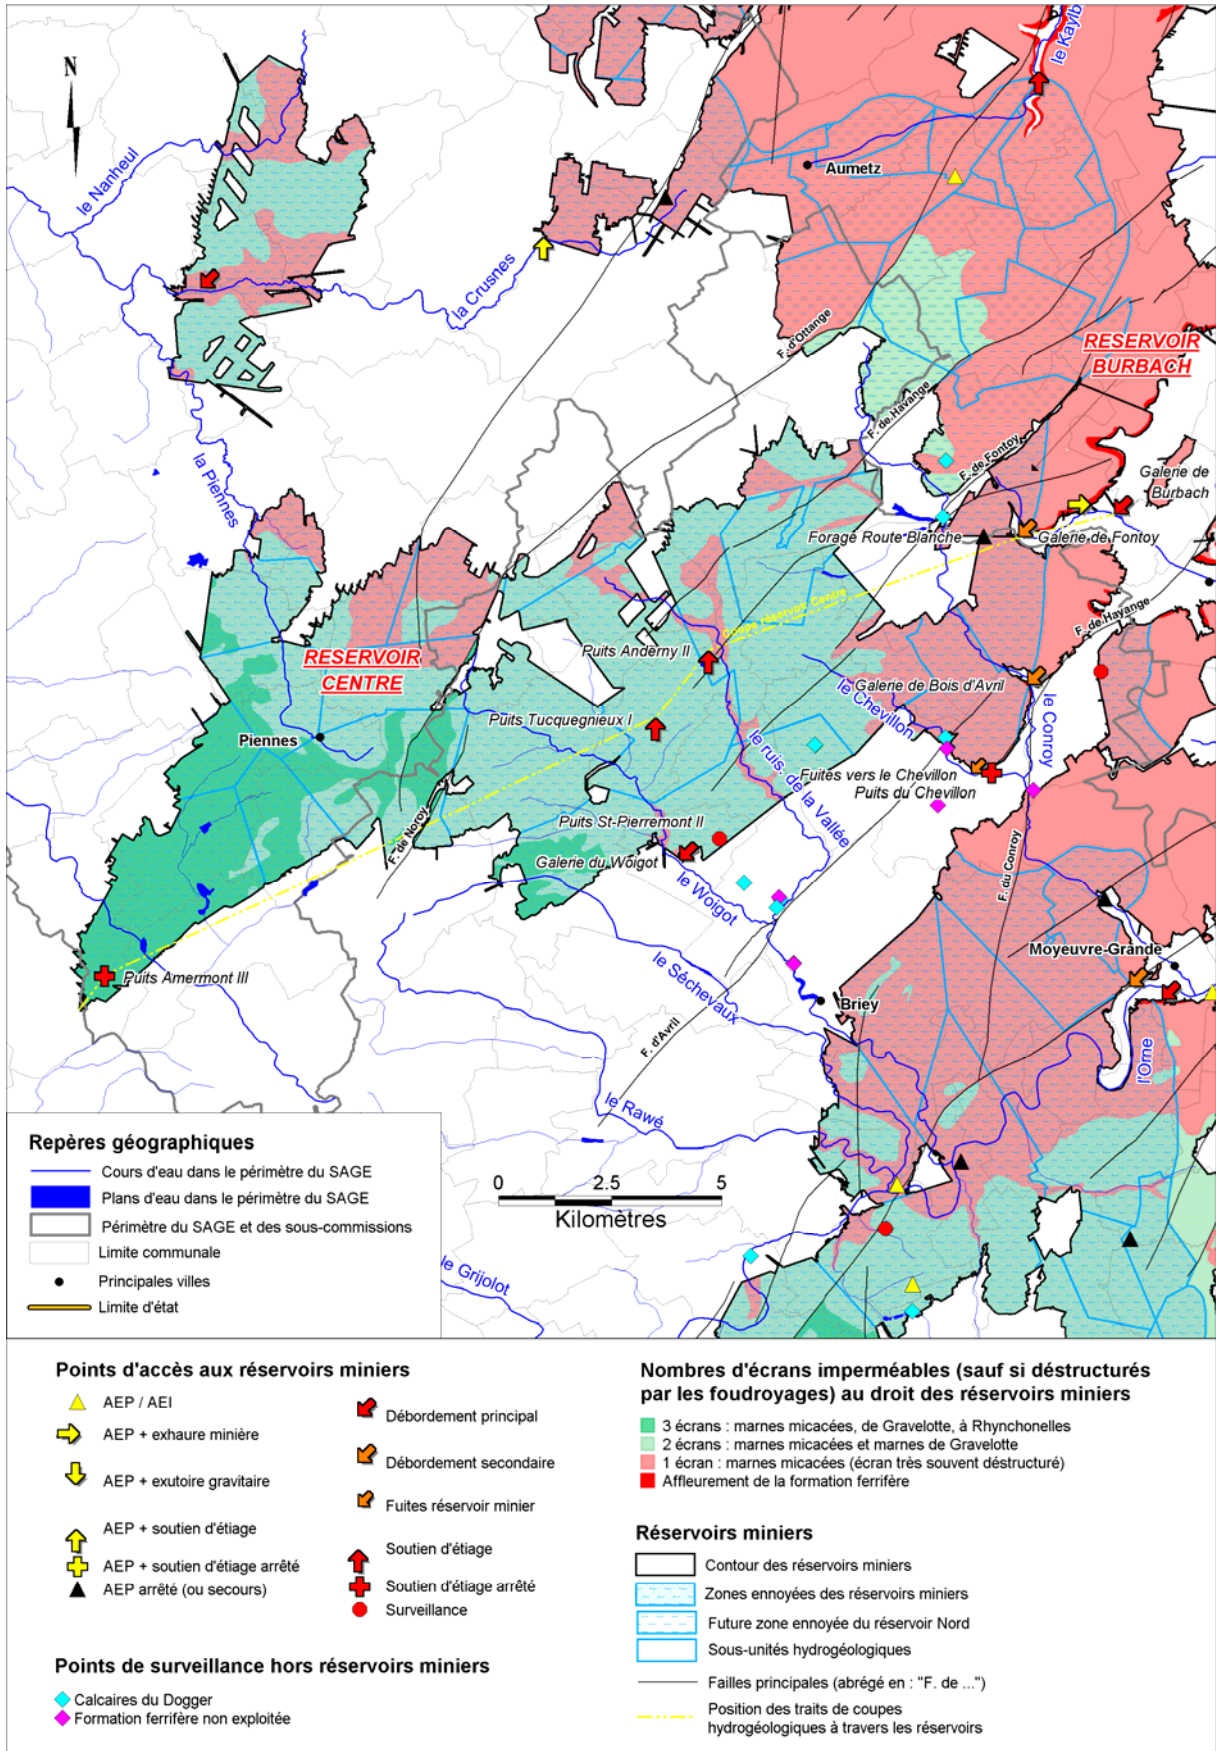 N
le Nanheul
la Crusnes
la Piennes
le Kaylb
Aumetz
F. d'Ottange
F. de Havange
F. de Fontoy
RESERVOIR
BURBACH
Galerie de
Burbach
Forage Route Blanche
Galerie de Fontoy
F. de Hayange
Coupe réservoir Centre
RESERVOIR
CENTRE
Puits Anderny II
Puits Tucquegnieux I
Galerie de Bois d'Avril
le Chevillon
le Conroy
Piennes
le ruis. de la Vallée
Fuites vers le Chevillon
Puits du Chevillon
F. de Noroy
Puits St-Pierremont II
Galerie du Woigot
le Woigot
F. du Conroy
Moyeuvre-Grande
Puits Amermont III
le Séchevaux
Briey
F. d'Avril
l'Orne
le Rawé
le Grijolot
0 2.5 5
Kilomètres
Repères géographiques
Cours d'eau dans le périmètre du SAGE
Plans d'eau dans le périmètre du SAGE
Périmètre du SAGE et des sous-commissions
Limite communale
Principales villes
Limite d'état
Points d'accès aux réservoirs miniers
AEP / AEI
AEP + exhaure minière
AEP + exutoire gravitaire
AEP + soutien d'étiage
AEP + soutien d'étiage arrêté
AEP arrêté (ou secours)
Débordement principal
Débordement secondaire
Fuites réservoir minier
Soutien d'étiage
Soutien d'étiage arrêté
Surveillance
Points de surveillance hors réservoirs miniers
Calcaires du Dogger
Formation ferrifère non exploitée
Nombres d'écrans imperméables (sauf si déstructurés
par les foudroyages) au droit des réservoirs miniers
3 écrans : marnes micacées, de Gravelotte, à Rhynchonelles
2 écrans : marnes micacées et marnes de Gravelotte
1 écran : marnes micacées (écran très souvent déstructuré)
Affleurement de la formation ferrifère
Réservoirs miniers
Contour des réservoirs miniers
Zones ennoyées des réservoirs miniers
Future zone ennoyée du réservoir Nord
Sous-unités hydrogéologiques
Failles principales (abrégé en : "F. de ...")
Position des traits de coupes
hydrogéologiques à travers les réservoirs